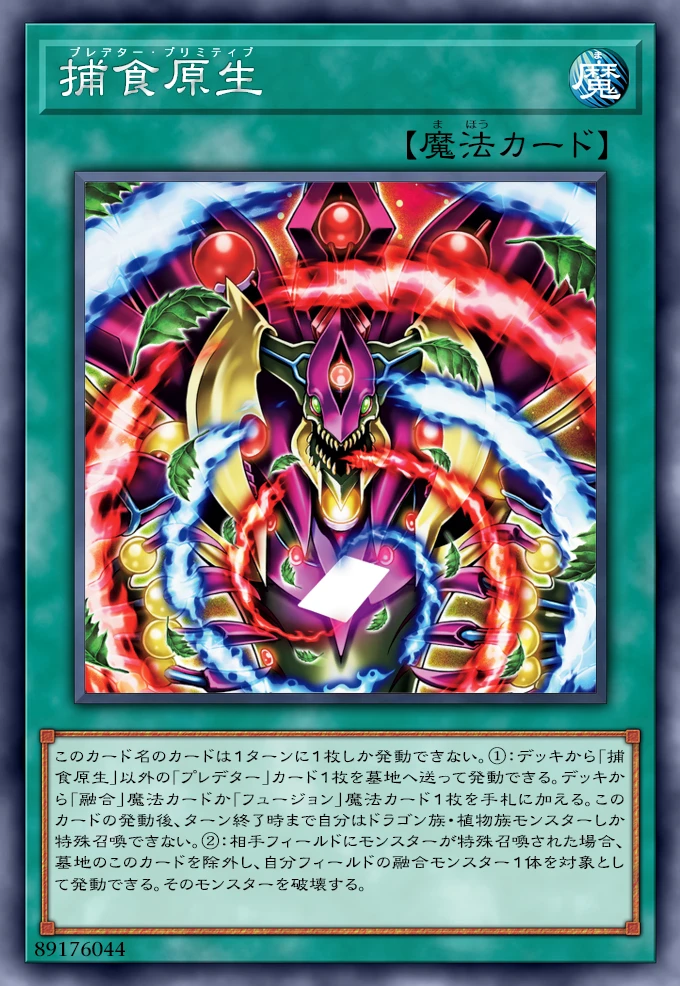 プレデター・プリミティブ
捕食原生
ま
魔
ま ほう
【魔法カード】
このカード名のカードは1ターンに1枚しか発動できない。①:デッキから「捕
食原生」以外の「プレデター」カード1枚を墓地へ送って発動できる。デッキか
ら「融合」魔法カードか「フュージョン」魔法カード1枚を手札に加える。この
カードの発動後、ターン終了時まで自分はドラゴン族・植物族モンスターしか
特殊召喚できない。②:相手フィールドにモンスターが特殊召喚された場合、
墓地のこのカードを除外し、自分フィールドの融合モンスター1体を対象とし
て発動できる。そのモンスターを破壊する。
89176044